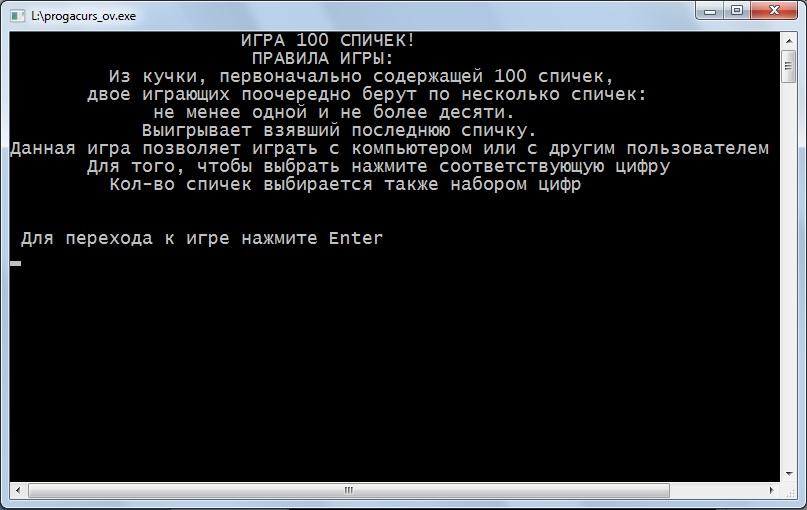 L:\progacurs_ov.exe
ИГРА 100 СПИЧЕК!
ПРАВИЛА ИГРЫ:
Из кучки, первоначально содержащей 100 спичек,
двое играющих поочередно берут по несколько спичек:
не менее одной и не более десяти.
Выигрывает взявший последнюю спичку.
Данная игра позволяет играть с компьютером или с другим пользователем
Для того, чтобы выбрать нажмите соответствующую цифру
Кол-во спичек выбирается также набором цифр
Для перехода к игре нажмите Enter